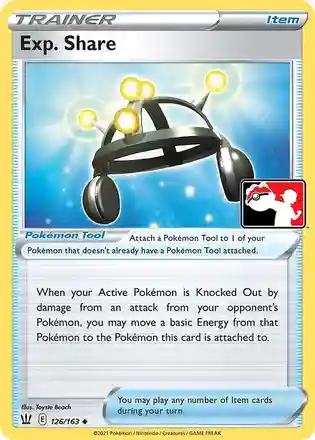 TRAINER Item
Exp. Share
Pokémon Tool Attach a Pokémon Tool to 1 of your
Pokémon that doesn't already have a Pokémon Tool attached.
When your Active Pokémon is Knocked Out by
damage from an attack from your opponent's
Pokémon, you may move a basic Energy from that
Pokémon to the Pokémon this card is attached to.
Illus. Toyste Beach
E 126/163
You may play any number of Item cards
during your turn.
©2021 Pokémon / Nintendo / Creatures / GAME FREAK